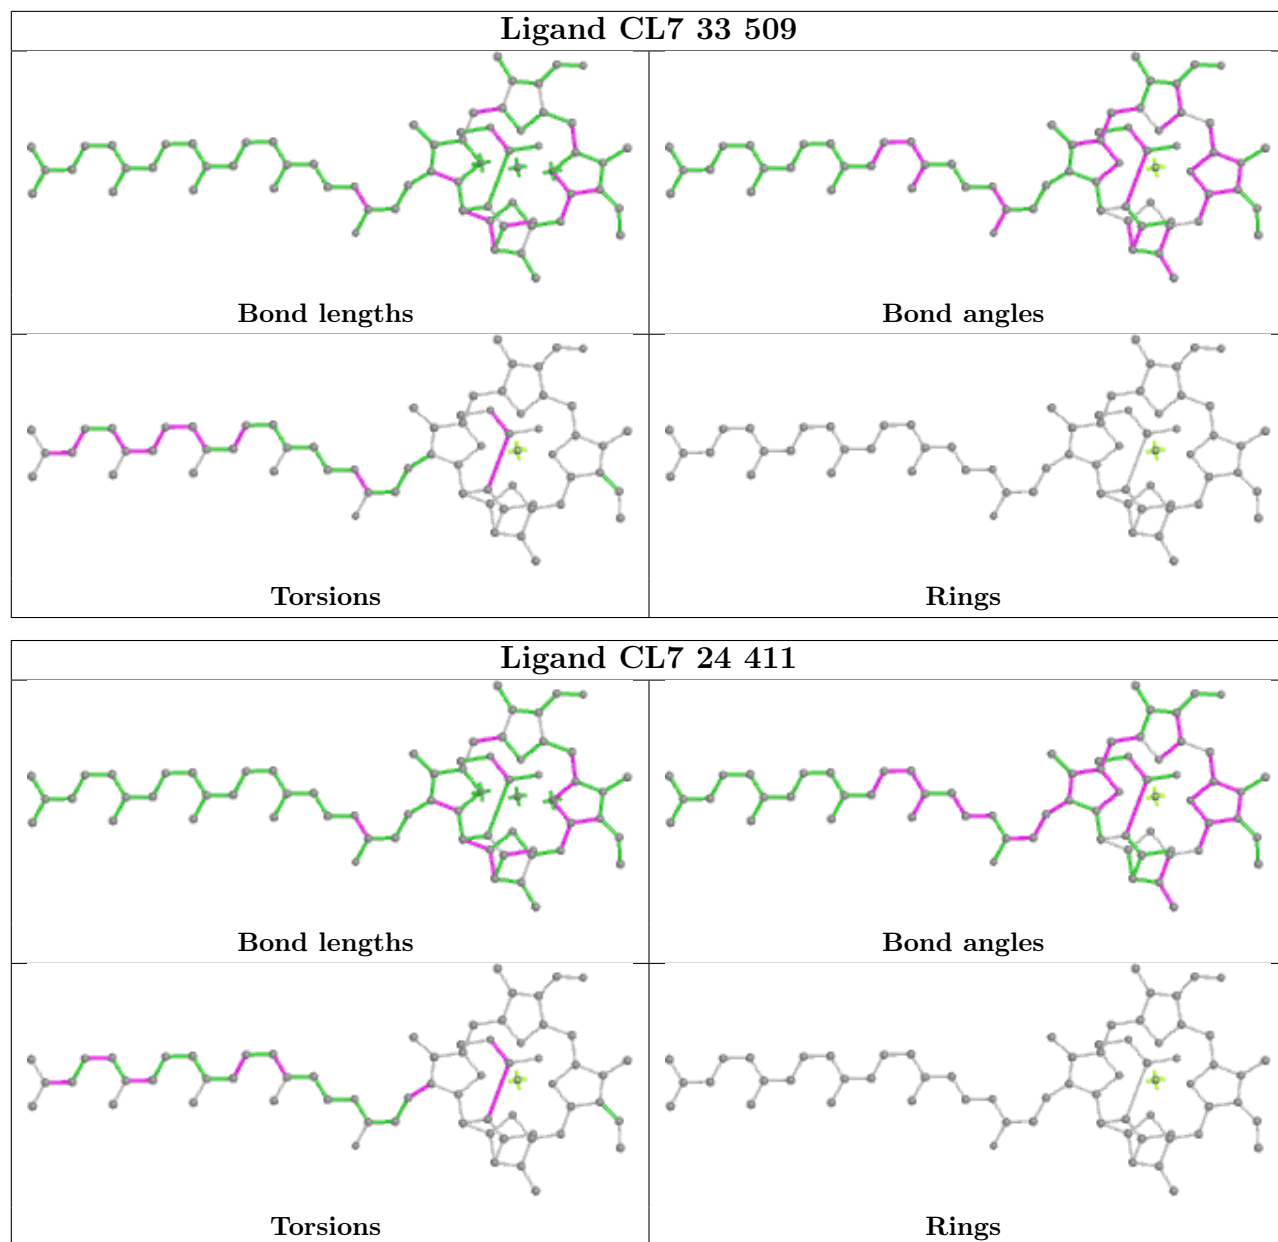 Ligand CL7 33 509
Bond lengths
Bond angles
Torsions
Rings
Ligand CL7 24 411
Bond lengths
Bond angles
Torsions
Rings